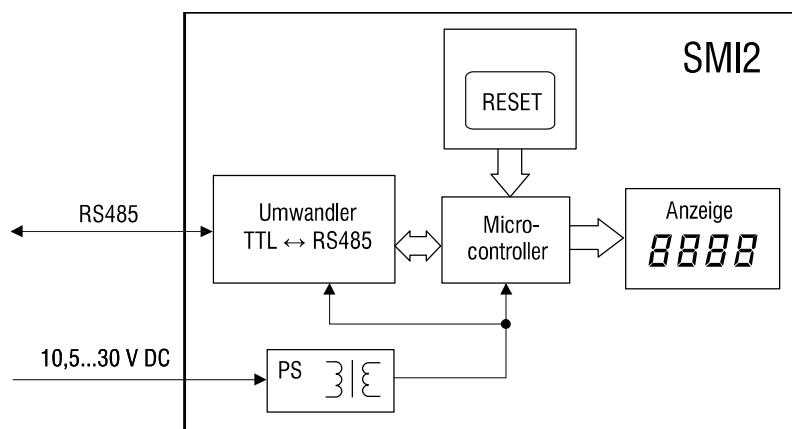 SMI2
RESET
RS485
Umwandler
TTL ↔ RS485
Micro-
controller
Anzeige
8888
10,5...30 V DC
PS